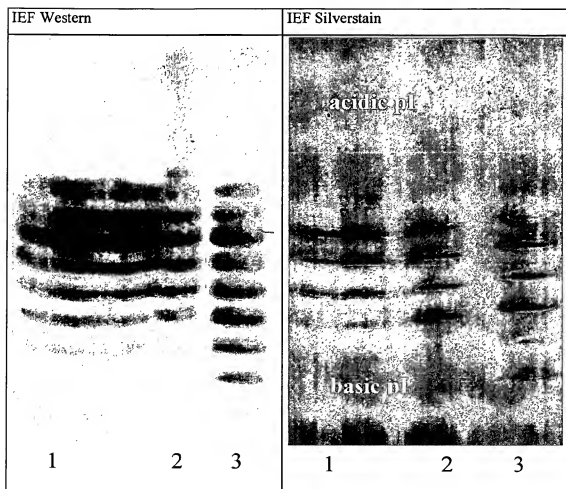 IEF Western
IEF Silverstain
acidic pI
basic pI
1 2 3
1 2 3